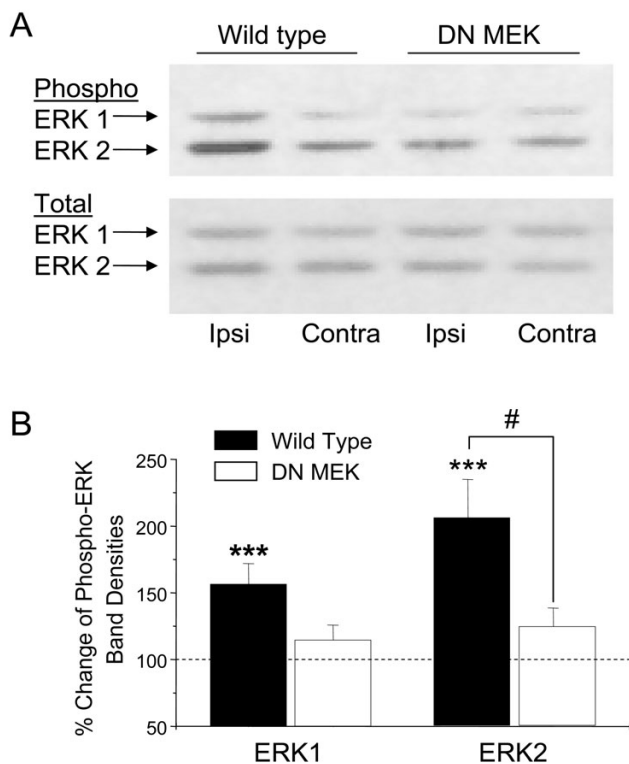 A
Wild type
DN MEK
Phospho
ERK 1
ERK 2
Total
ERK 1
ERK 2
Ipsi
Contra
Ipsi
Contra
B
Wild Type
DN MEK
#
% Change of Phospho-ERK
Band Densities
250
200
150
100
50
***
***
ERK1
ERK2